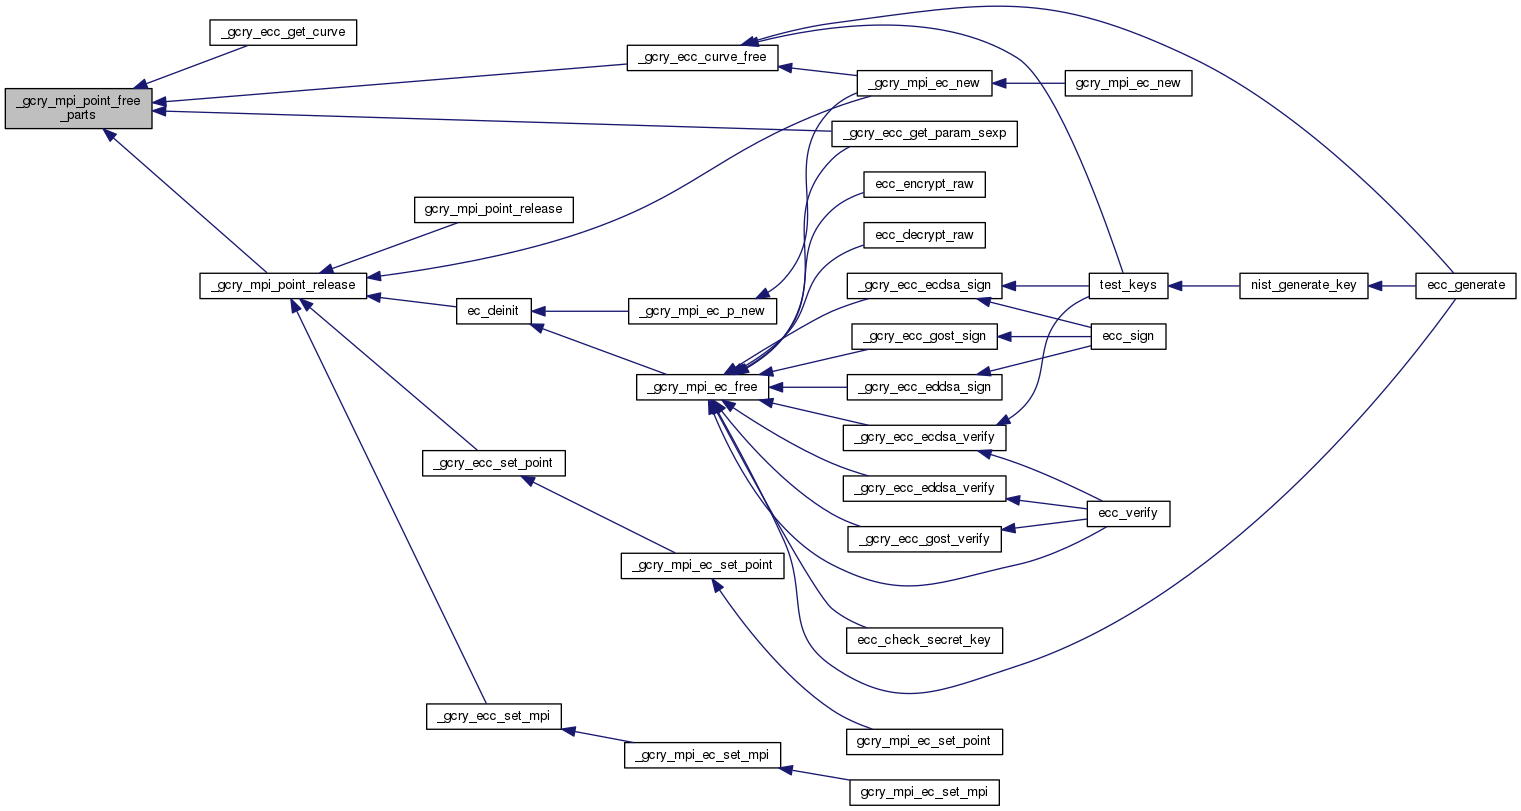 _gcry_ecc_get_curve
_gcry_ecc_curve_free
_gcry_mpi_ec_new
gcry_mpi_ec_new
_gcry_mpi_point_free
_parts
_gcry_ecc_get_param_sexp
ecc_encrypt_raw
gcry_mpi_point_release
ecc_decrypt_raw
_gcry_mpi_point_release
_gcry_ecc_ecdsa_sign
test_keys
nist_generate_key
ecc_generate
ec_deinit
_gcry_mpi_ec_p_new
_gcry_ecc_gost_sign
ecc_sign
_gcry_mpi_ec_free
_gcry_ecc_eddsa_sign
_gcry_ecc_ecdsa_verify
_gcry_ecc_set_point
_gcry_ecc_eddsa_verify
ecc_verify
_gcry_ecc_gost_verify
_gcry_mpi_ec_set_point
ecc_check_secret_key
_gcry_ecc_set_mpi
gcry_mpi_ec_set_point
_gcry_mpi_ec_set_mpi
gcry_mpi_ec_set_mpi